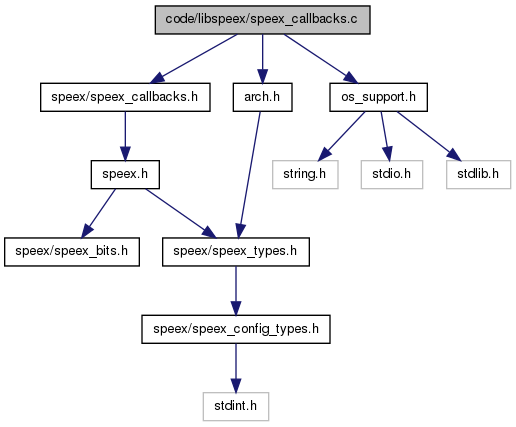 code/libspeex/speex_callbacks.c
speex/speex_callbacks.h
arch.h
os_support.h
speex.h
string.h
stdio.h
stdlib.h
speex/speex_bits.h
speex/speex_types.h
speex/speex_config_types.h
stdint.h